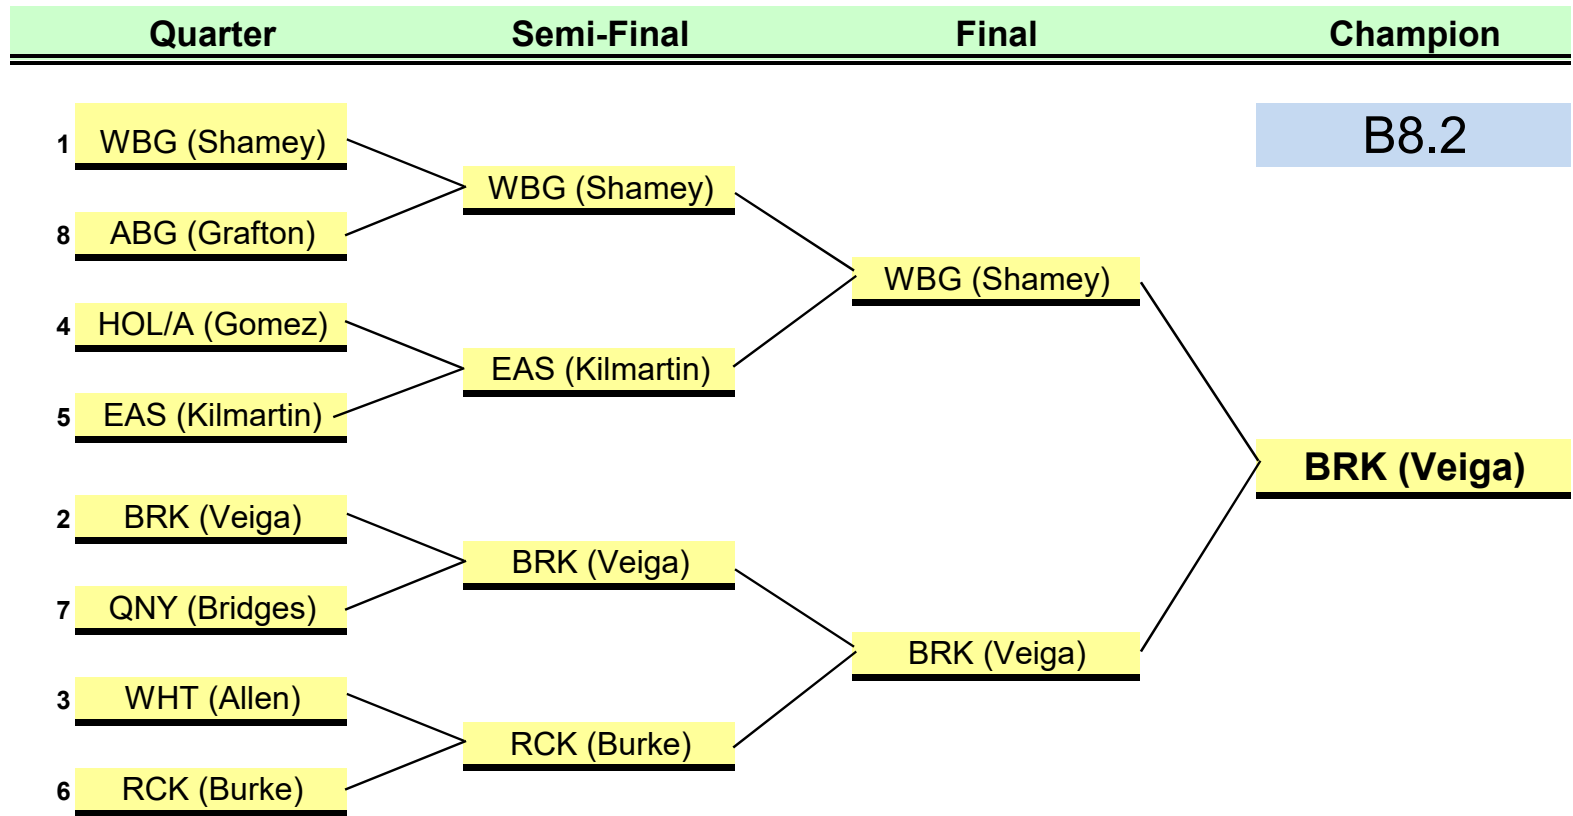 Quarter Semi-Final Final Champion
B8.2
1 WBG (Shamey)
WBG (Shamey)
8 ABG (Grafton)
WBG (Shamey)
4 HOL/A (Gomez)
EAS (Kilmartin)
5 EAS (Kilmartin)
BRK (Veiga)
2 BRK (Veiga)
BRK (Veiga)
7 QNY (Bridges)
BRK (Veiga)
3 WHT (Allen)
RCK (Burke)
6 RCK (Burke)